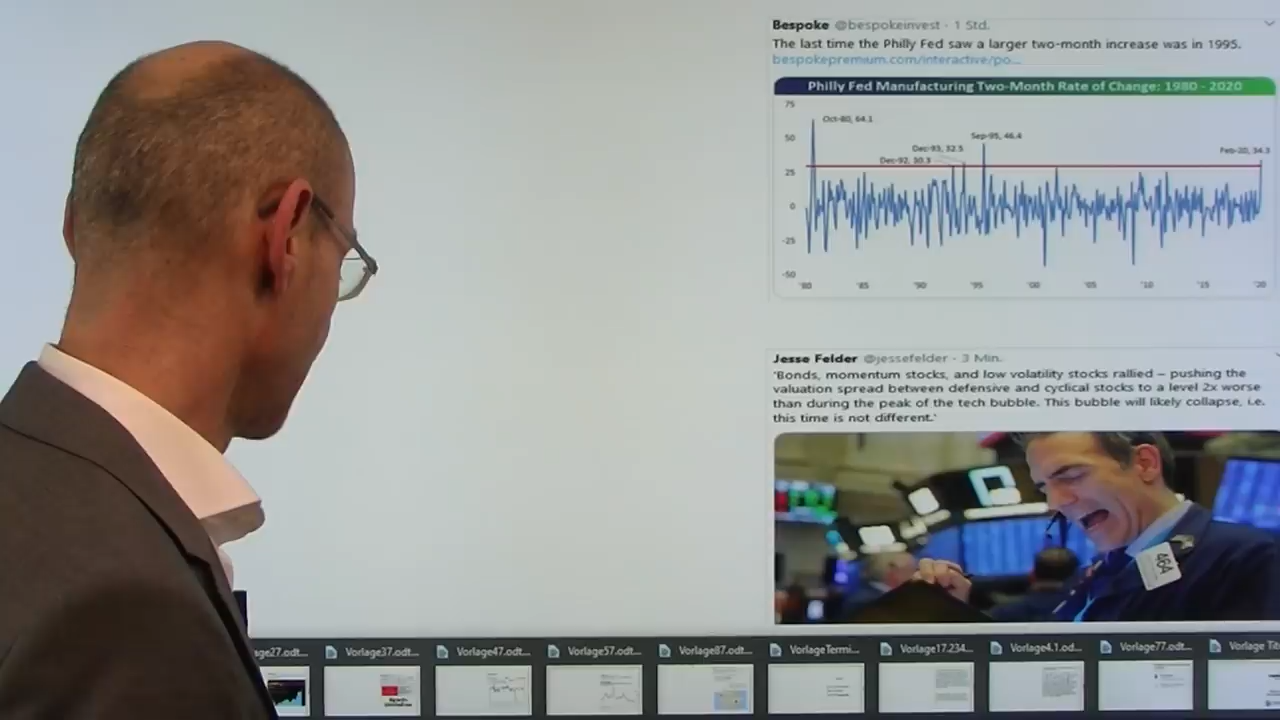 Bespoke @bespokeinvest · 1 Std.
The last time the Philly Fed saw a larger two-month increase was in 1995.
bespokepremium.com/interactive/po...
Philly Fed Manufacturing Two-Month Rate of Change: 1980 - 2020
75
Oct-80, 64.1
50
Sep-95, 46.4
Dec-93, 32.5
Feb-20, 34.3
Dec-92, 30.3
25
0
-25
-50
'80 '85 '90 '95 '00 '05 '10 '15 '20
Jesse Felder @jessefelder · 3 Min.
'Bonds, momentum stocks, and low volatility stocks rallied – pushing the
valuation spread between defensive and cyclical stocks to a level 2x worse
than during the peak of the tech bubble. This bubble will likely collapse, i.e.
this time is not different.'
464
age27.odt... Vorlage37.odt... Vorlage47.odt... Vorlage57.odt... Vorlage87.odt... VorlageTermi... Vorlage17.234... Vorlage4.1.od... Vorlage77.odt... Vorlage Tit